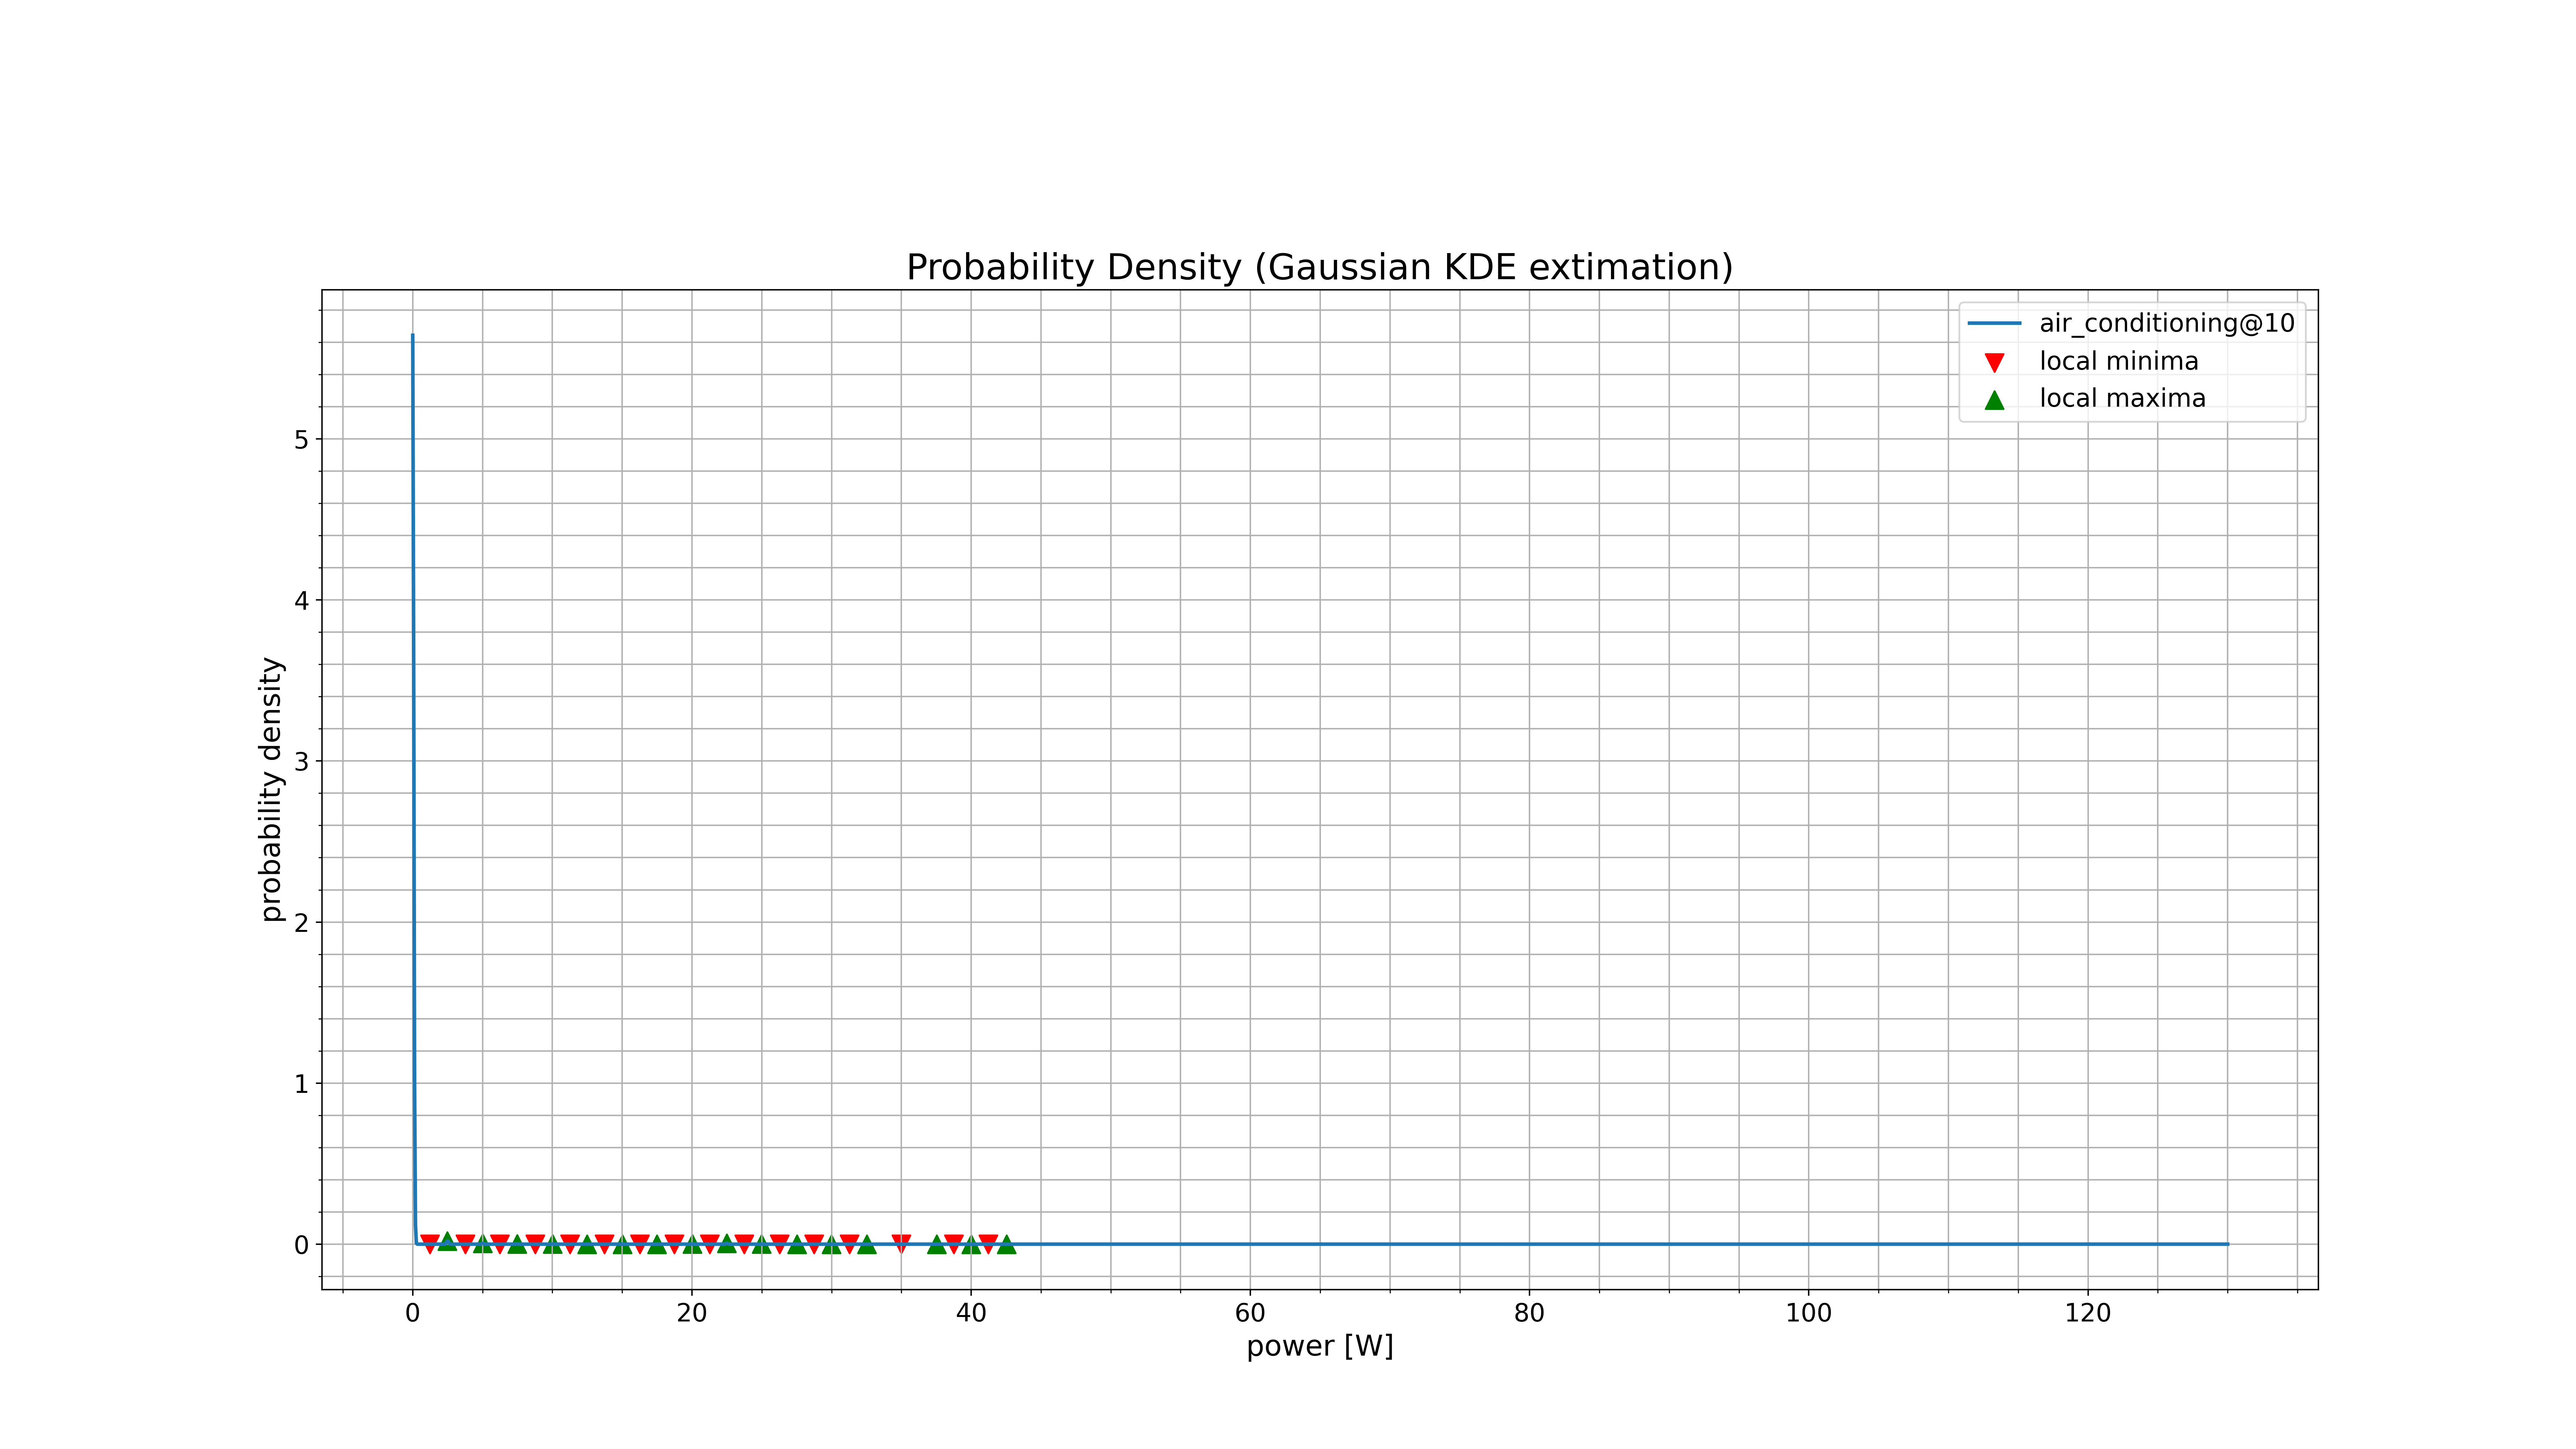 Probability Density (Gaussian KDE extimation)
air_conditioning@10
local minima
local maxima
probability density
5
4
3
2
1
0
0 20 40 60 80 100 120
power [W]